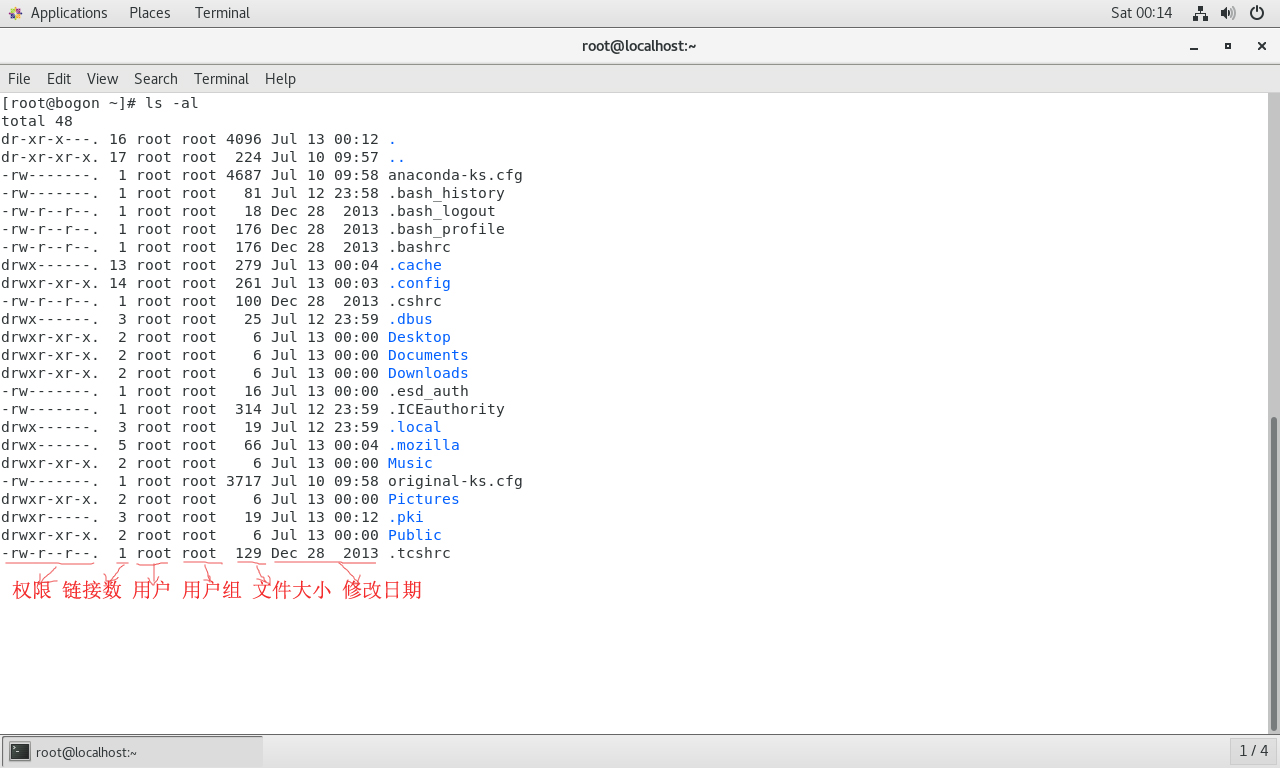 Applications Places Terminal Sat 00:14
root@localhost:~
File Edit View Search Terminal Help
[root@bogon ~]# ls -al
total 48
dr-xr-x---. 16 root root 4096 Jul 13 00:12 .
dr-xr-xr-x. 17 root root  224 Jul 10 09:57 ..
-rw-------.  1 root root 4687 Jul 10 09:58 anaconda-ks.cfg
-rw-------.  1 root root   81 Jul 12 23:58 .bash_history
-rw-r--r--.  1 root root   18 Dec 28  2013 .bash_logout
-rw-r--r--.  1 root root  176 Dec 28  2013 .bash_profile
-rw-r--r--.  1 root root  176 Dec 28  2013 .bashrc
drwx------. 13 root root  279 Jul 13 00:04 .cache
drwxr-xr-x. 14 root root  261 Jul 13 00:03 .config
-rw-r--r--.  1 root root  100 Dec 28  2013 .cshrc
drwx------.  3 root root   25 Jul 12 23:59 .dbus
drwxr-xr-x.  2 root root    6 Jul 13 00:00 Desktop
drwxr-xr-x.  2 root root    6 Jul 13 00:00 Documents
drwxr-xr-x.  2 root root    6 Jul 13 00:00 Downloads
-rw-------.  1 root root   16 Jul 13 00:00 .esd_auth
-rw-------.  1 root root  314 Jul 12 23:59 .ICEauthority
drwx------.  3 root root   19 Jul 12 23:59 .local
drwx------.  5 root root   66 Jul 13 00:04 .mozilla
drwxr-xr-x.  2 root root    6 Jul 13 00:00 Music
-rw-------.  1 root root 3717 Jul 10 09:58 original-ks.cfg
drwxr-xr-x.  2 root root    6 Jul 13 00:00 Pictures
drwxr-----.  3 root root   19 Jul 13 00:12 .pki
drwxr-xr-x.  2 root root    6 Jul 13 00:00 Public
-rw-r--r--.  1 root root  129 Dec 28  2013 .tcshrc
权限 链接数 用户 用户组 文件大小 修改日期
root@localhost:~ 1 / 4